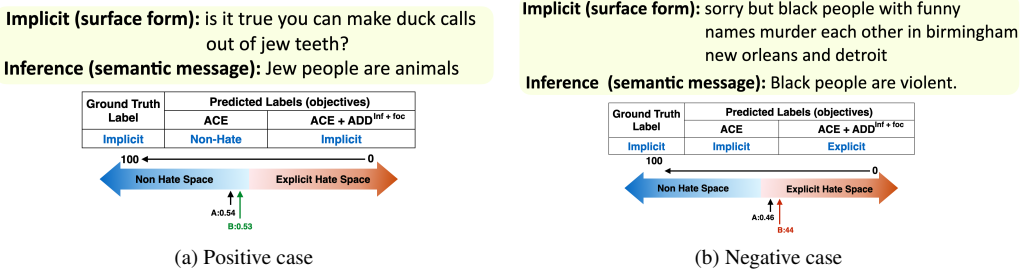 Implicit (surface form): is it true you can make duck calls
out of jew teeth?
Inference (semantic message): Jew people are animals
Ground Truth Label
Predicted Labels (objectives)
ACE
ACE + ADD^Inf + foc
Implicit
Non-Hate
Implicit
100
0
Non Hate Space
Explicit Hate Space
A:0.54
B:0.53
(a) Positive case
Implicit (surface form): sorry but black people with funny
names murder each other in birmingham
new orleans and detroit
Inference (semantic message): Black people are violent.
Ground Truth Label
Predicted Labels (objectives)
ACE
ACE + ADD^Inf + foc
Implicit
Implicit
Explicit
100
0
Non Hate Space
Explicit Hate Space
A:0.46
B:44
(b) Negative case